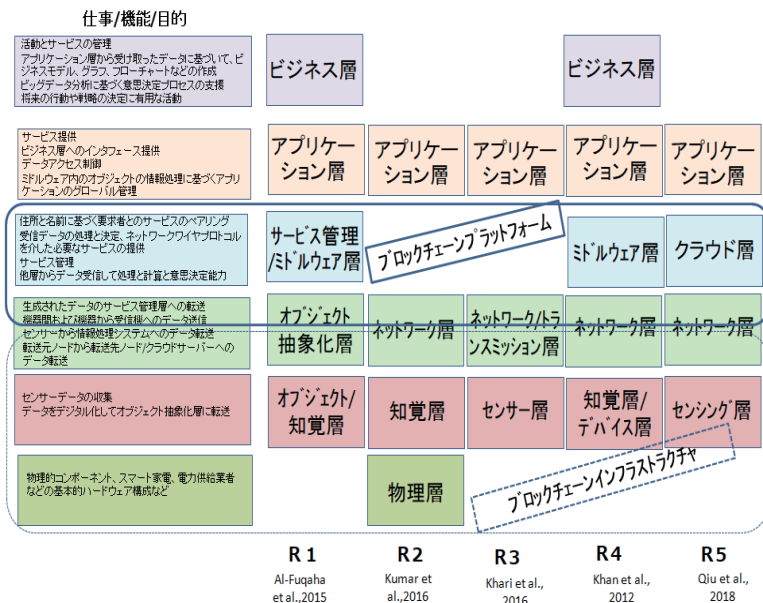 仕事/機能/目的
活動とサービスの管理
アプリケーション層から受け取ったデータに基づいて、ビ
ジネスモデル、グラフ、フローチャートなどの作成
ビッグデータ分析に基づく意思決定プロセスの支援
将来の行動や戦略の決定に有用な活動
ビジネス層
ビジネス層
サービス提供
ビジネス層へのインタフェース提供
データアクセス制御
ミドルウェア内のオブジェクトの情報処理に基づくアプリ
ケーションのグローバル管理
アプリケー
ション層
アプリケー
ション層
アプリケー
ション層
アプリケー
ション層
アプリケー
ション層
住所と名前に基づく要求者とのサービスのペアリング
受信データの処理と決定、ネットワークワイヤプロトコル
を介した必要なサービスの提供
サービス管理
他層からデータ受信して処理と計算と意思決定能力
サービス管理
/ミドルウェア層
ブロックチェーンプラットフォーム
ミドルウェア層
クラウド層
生成されたデータのサービス管理層への転送
機器間および機器から受信機へのデータ送信
センサーから情報処理システムへのデータ転送
転送元ノードから転送先ノード/クラウドサーバーへの
データ転送
オブジェクト
抽象化層
ネットワーク層
ネットワーク/トラ
ンスミッション層
ネットワーク層
ネットワーク層
センサーデータの収集
データをデジタル化してオブジェクト抽象化層に転送
オブジェクト/
知覚層
知覚層
センサー層
知覚層/
デバイス層
センシング層
物理的コンポーネント、スマート家電、電力供給業者
などの基本的ハードウェア構成など
物理層
ブロックチェーンインフラストラクチャ
R1
R2
R3
R4
R5
Al-Fuqaha
et al.,2015
Kumar et
al.,2016
Khari et al.,
2016
Khan et al.,
2012
Qiu et al.,
2018